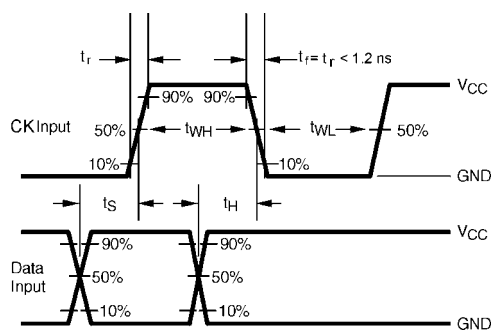 tr
tf = tr < 1.2 ns
VCC
90% 90%
CK Input 50% tWH tWL 50%
10% 10%
GND
tS tH
VCC
90% 90%
Data
Input
50% 50%
10% 10%
GND